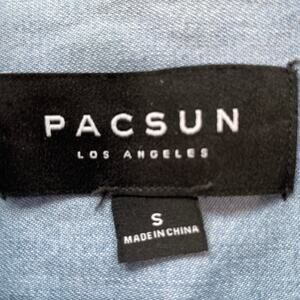 PACSUN
LOS ANGELES
S
MADE IN CHINA